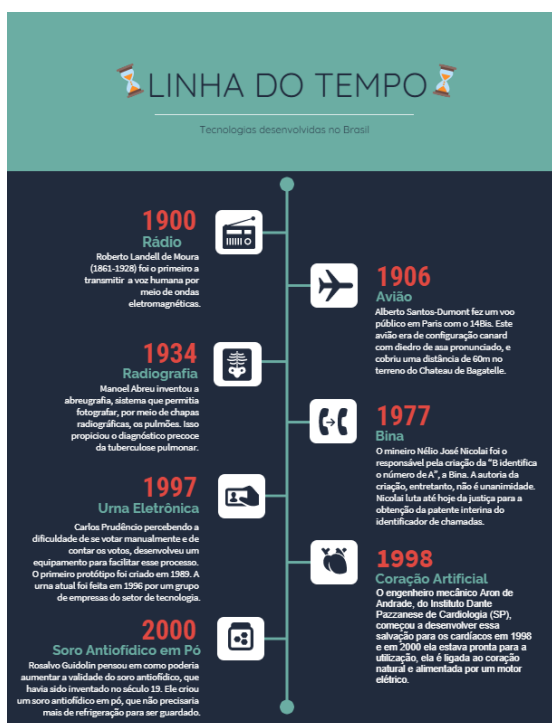 LINHA DO TEMPO
Tecnologias desenvolvidas no Brasil
1900
Rádio
Roberto Landell de Moura
(1861-1928) foi o primeiro a
transmitir a voz humana por
meio de ondas
eletromagnéticas.
1906
Avião
Alberto Santos-Dumont fez um voo
público em Paris com o 14Bis. Este
avião era de configuração canard
com diedro de asa pronunciado, e
cobriu uma distância de 60m no
terreno do Chateau de Bagatelle.
1934
Radiografia
Manoel Abreu inventou a
abreugrafia, sistema que permitia
fotografar, por meio de chapas
radiográficas, os pulmões. Isso
propiciou o diagnóstico precoce
da tuberculose pulmonar.
1977
Bina
O mineiro Nélio José Nicolai foi o
responsável pela criação da "B identifica
o número de A", a Bina. A autoria da
criação, entretanto, não é unanimidade.
Nicolai luta até hoje da justiça para a
obtenção da patente interina do
identificador de chamadas.
1997
Urna Eletrônica
Carlos Prudêncio percebendo a
dificuldade de se votar manualmente e de
contar os votos, desenvolveu um
equipamento para facilitar esse processo.
O primeiro protótipo foi criado em 1989. A
urna atual foi feita em 1996 por um grupo
de empresas do setor de tecnologia.
1998
Coração Artificial
O engenheiro mecânico Aron de
Andrade, do Instituto Dante
Pazzanese de Cardiologia (SP),
começou a desenvolver essa
salvação para os cardíacos em 1998
e em 2000 ela estava pronta para a
utilização, ela é ligada ao coração
natural e alimentada por um motor
elétrico.
2000
Soro Antiofídico em Pó
Rosalvo Guidolin pensou em como poderia
aumentar a validade do soro antiofídico, que
havia sido inventado no século 19. Ele criou
um soro antiofídico em pó, que não precisaria
mais de refrigeração para ser guardado.